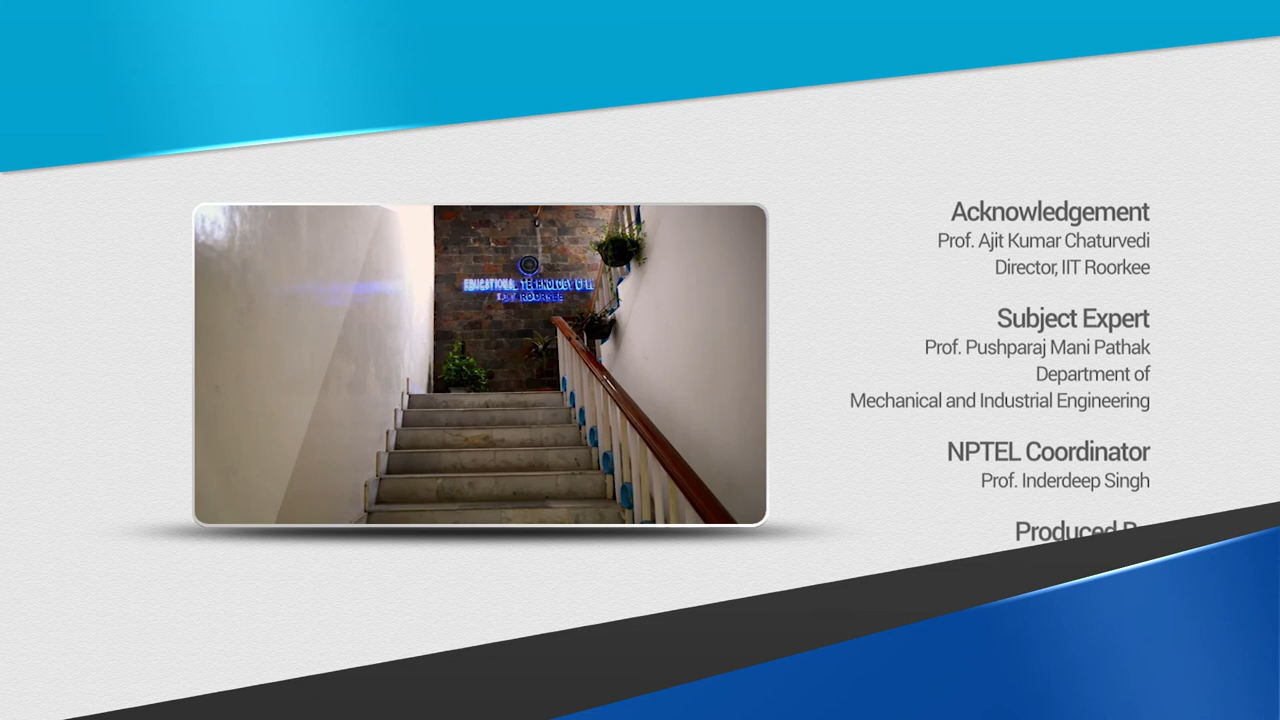 EDUCATIONAL TECHNOLOGY CELL
I.I.T. ROORKEE
Acknowledgement
Prof. Ajit Kumar Chaturvedi
Director, IIT Roorkee
Subject Expert
Prof. Pushparaj Mani Pathak
Department of
Mechanical and Industrial Engineering
NPTEL Coordinator
Prof. Inderdeep Singh
Produced